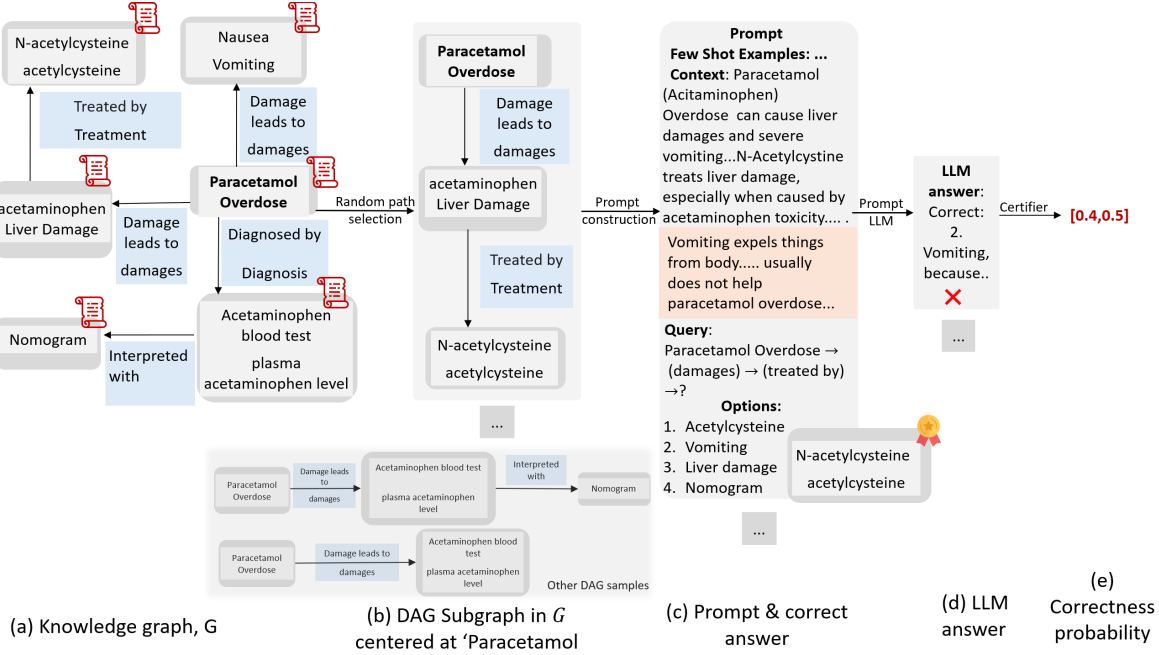 N-acetylcysteine
acetylcysteine
Nausea
Vomiting
Treated by
Treatment
Damage
leads to
damages
Paracetamol
Overdose
acetaminophen
Liver Damage
Damage
leads to
damages
Diagnosed by
Diagnosis
Acetaminophen
blood test
plasma
acetaminophen level
Nomogram
Interpreted
with
(a) Knowledge graph, G
Random path
selection
Paracetamol
Overdose
Damage
leads to
damages
acetaminophen
Liver Damage
Treated by
Treatment
N-acetylcysteine
acetylcysteine
...
Paracetamol
Overdose
Damage leads
to
damages
Acetaminophen blood test
plasma acetaminophen
level
Interpreted
with
Nomogram
Paracetamol
Overdose
Damage leads to
damages
Acetaminophen blood
test
plasma acetaminophen
level
Other DAG samples
(b) DAG Subgraph in G
centered at ‘Paracetamol
Prompt
construction
Prompt
Few Shot Examples: ...
Context: Paracetamol
(Acitaminophen)
Overdose can cause liver
damages and severe
vomiting...N-Acetylcystine
treats liver damage,
especially when caused by
acetaminophen toxicity.... .
Vomiting expels things
from body..... usually
does not help
paracetamol overdose...
Query:
Paracetamol Overdose →
(damages) → (treated by)
→?
Options:
1. Acetylcysteine
2. Vomiting
3. Liver damage
4. Nomogram
N-acetylcysteine
acetylcysteine
...
(c) Prompt & correct
answer
Prompt
LLM
LLM
answer:
Correct:
2.
Vomiting,
because..
...
(d) LLM
answer
Certifier
[0.4,0.5]
(e)
Correctness
probability